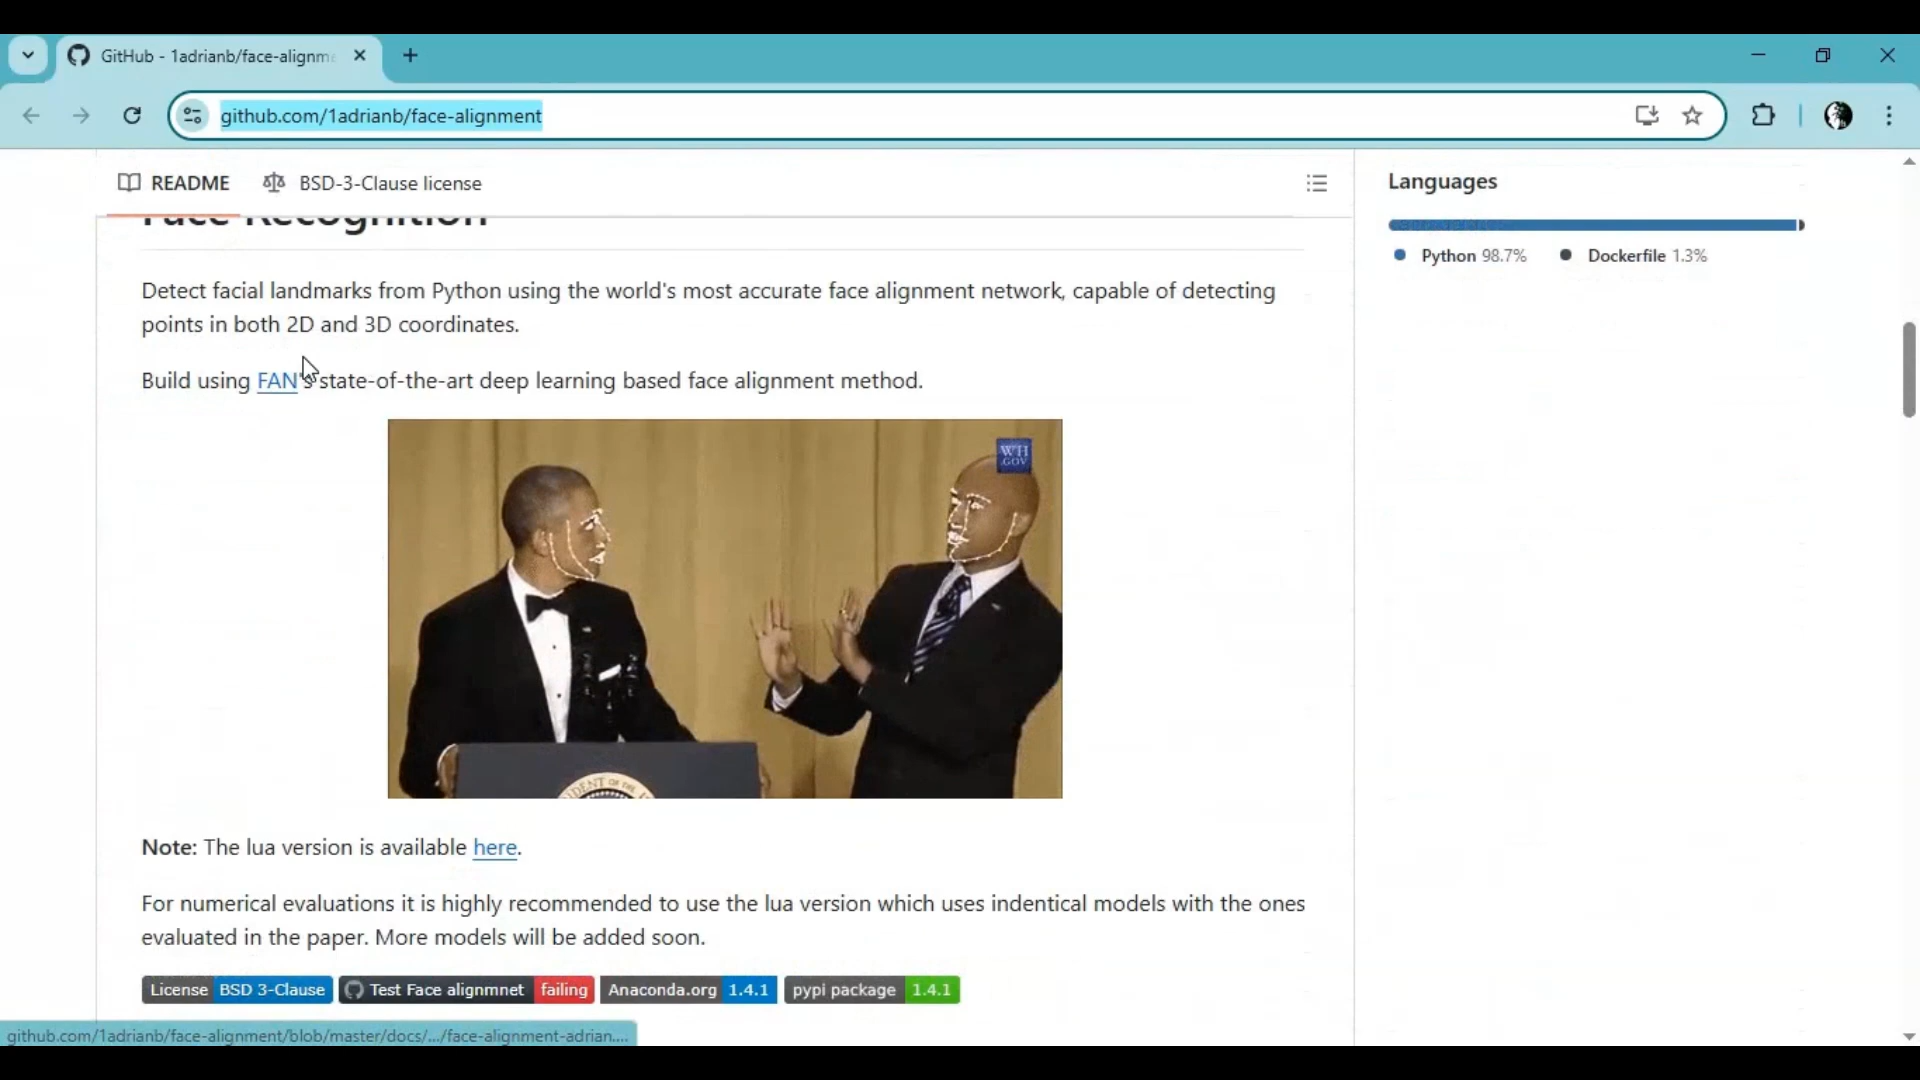 GitHub - 1adrianb/face-alignme
github.com/1adrianb/face-alignment
README
BSD-3-Clause license
Face Recognition
Detect facial landmarks from Python using the world's most accurate face alignment network, capable of detecting
points in both 2D and 3D coordinates.
Build using FAN's state-of-the-art deep learning based face alignment method.
WH
.GOV
Note: The lua version is available here.
For numerical evaluations it is highly recommended to use the lua version which uses indentical models with the ones
evaluated in the paper. More models will be added soon.
License BSD 3-Clause Test Face alignmnet failing Anaconda.org 1.4.1 pypi package 1.4.1
Languages
Python 98.7% Dockerfile 1.3%
github.com/1adrianb/face-alignment/blob/master/docs/.../face-alignment-adrian....